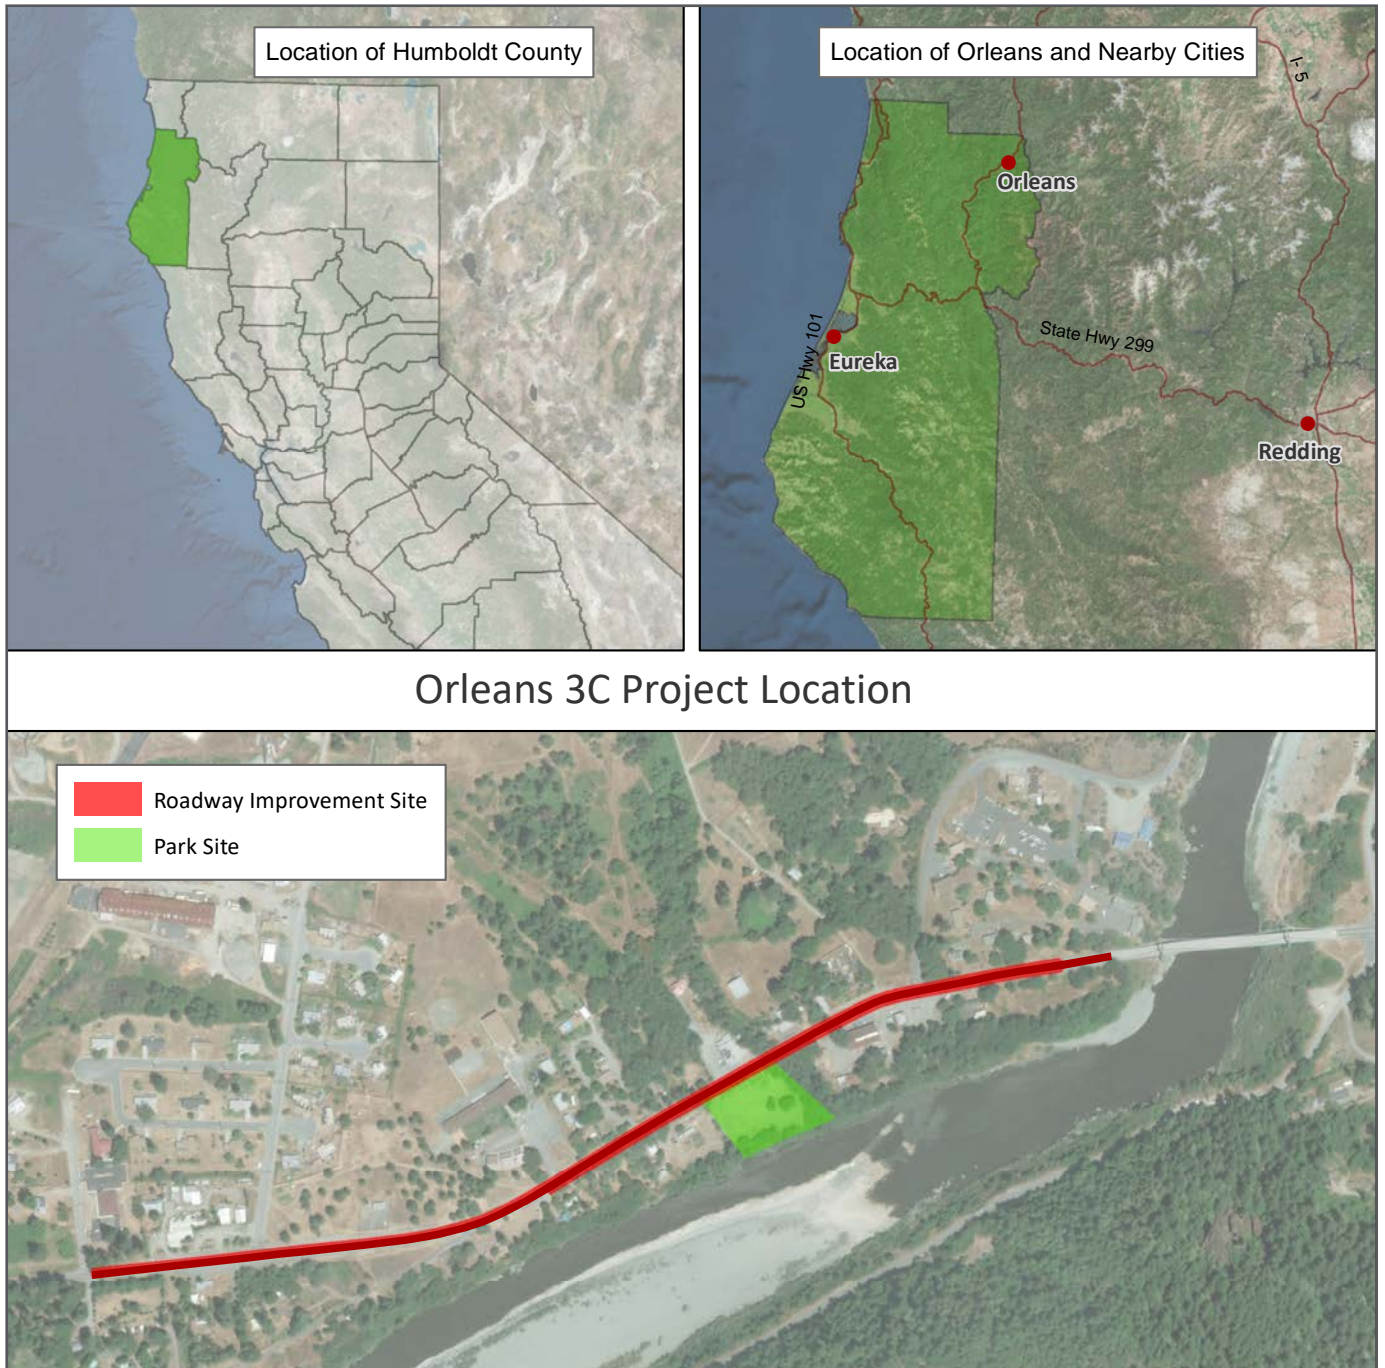 Location of Humboldt County
Location of Orleans and Nearby Cities
I- 5
Orleans
US Hwy 101
Eureka
State Hwy 299
Redding
Orleans 3C Project Location
Roadway Improvement Site
Park Site